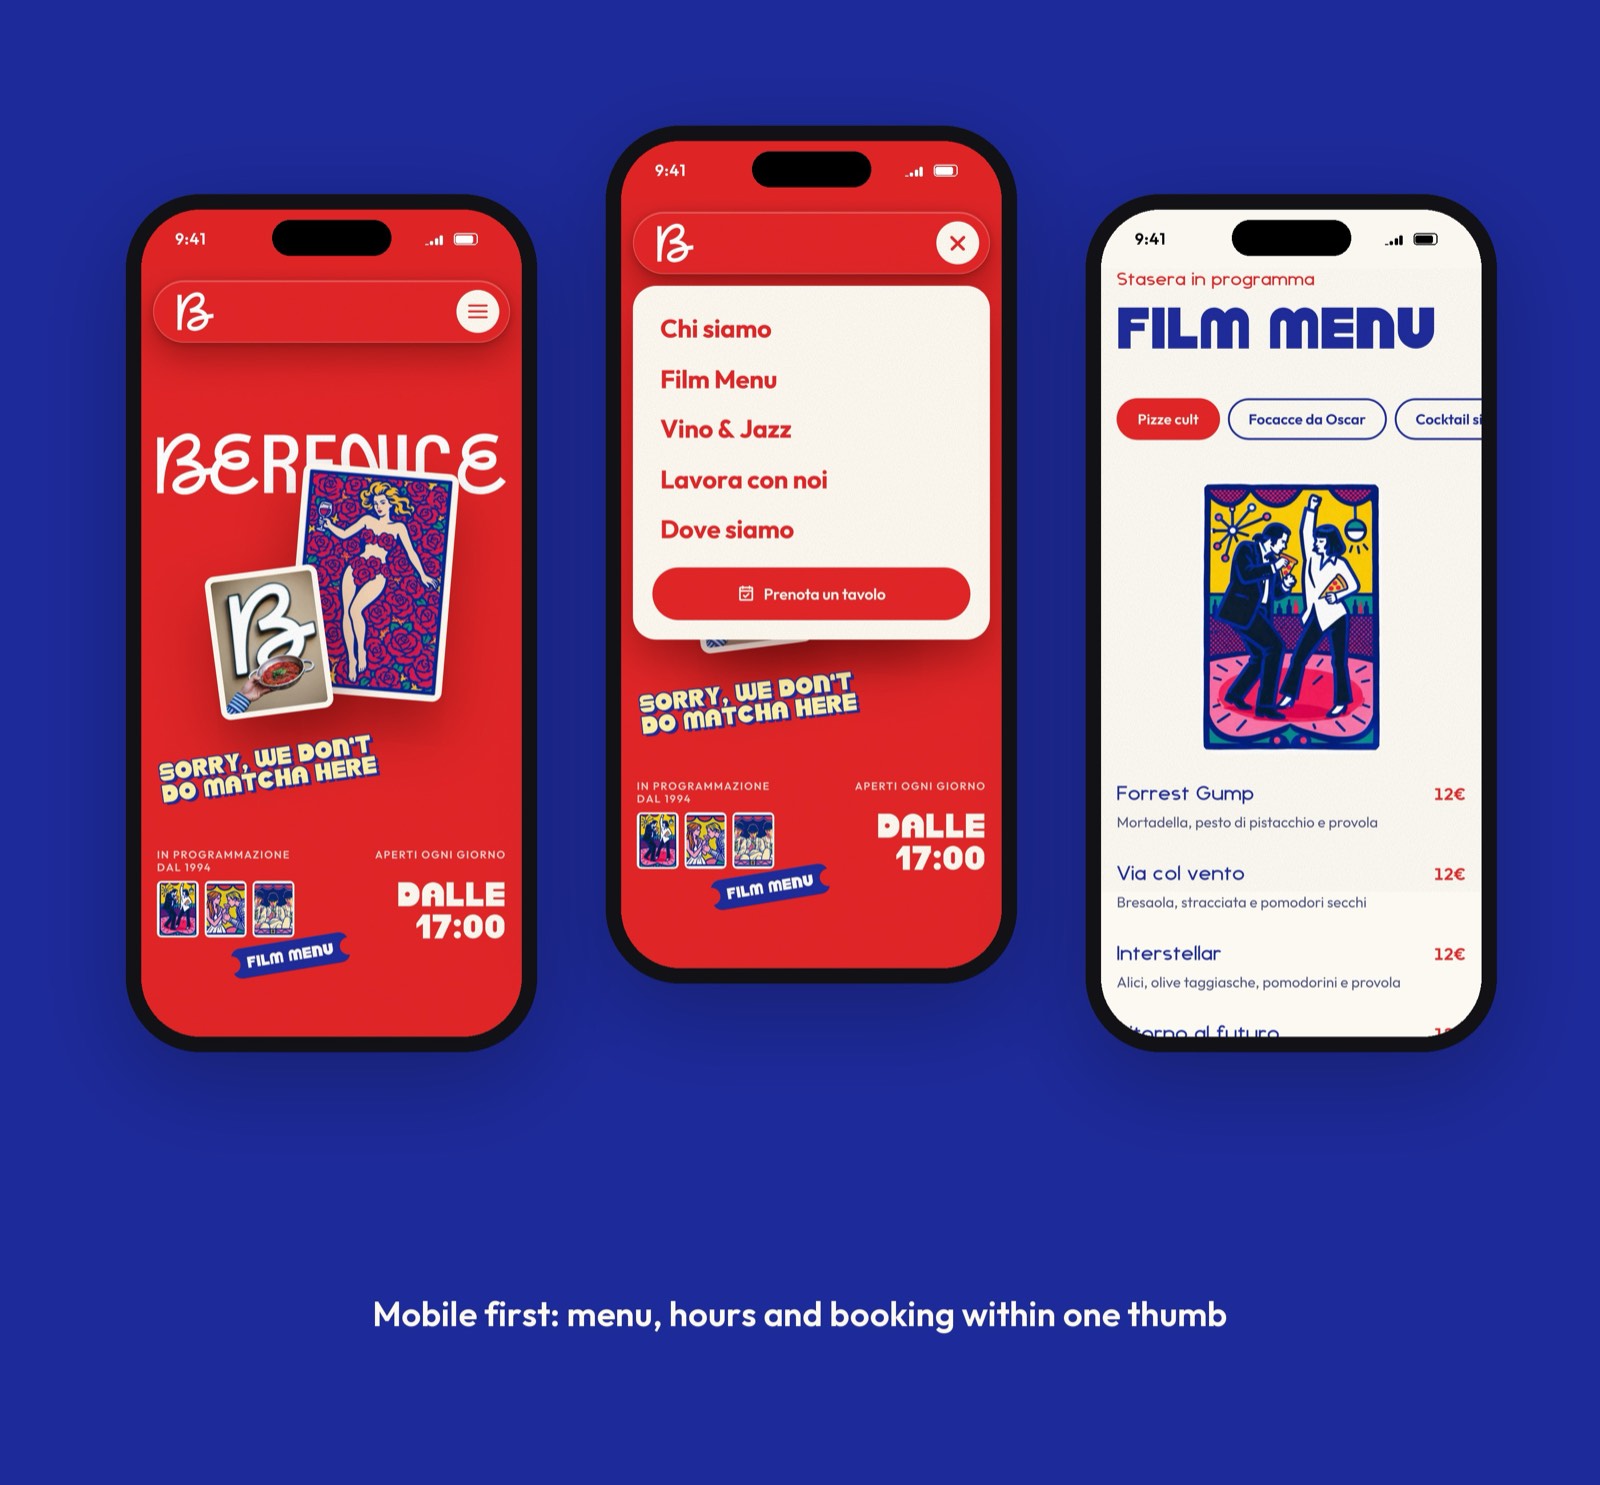 9:41
B
BEREQUCE
SORRY, WE DON'T
DO MATCHA HERE
IN PROGRAMMAZIONE
DAL 1994
APERTI OGNI GIORNO
DALLE
17:00
FILM MENU
9:41
B
Chi siamo
Film Menu
Vino & Jazz
Lavora con noi
Dove siamo
Prenota un tavolo
SORRY, WE DON'T
DO MATCHA HERE
IN PROGRAMMAZIONE
DAL 1994
APERTI OGNI GIORNO
DALLE
17:00
FILM MENU
9:41
Stasera in programma
FILM MENU
Pizze cult
Focacce da Oscar
Cocktail
Forrest Gump
12€
Mortadella, pesto di pistacchio e provola
Via col vento
12€
Bresaola, stracciata e pomodori secchi
Interstellar
12€
Alici, olive taggiasche, pomodorini e provola
al futuro
Mobile first: menu, hours and booking within one thumb